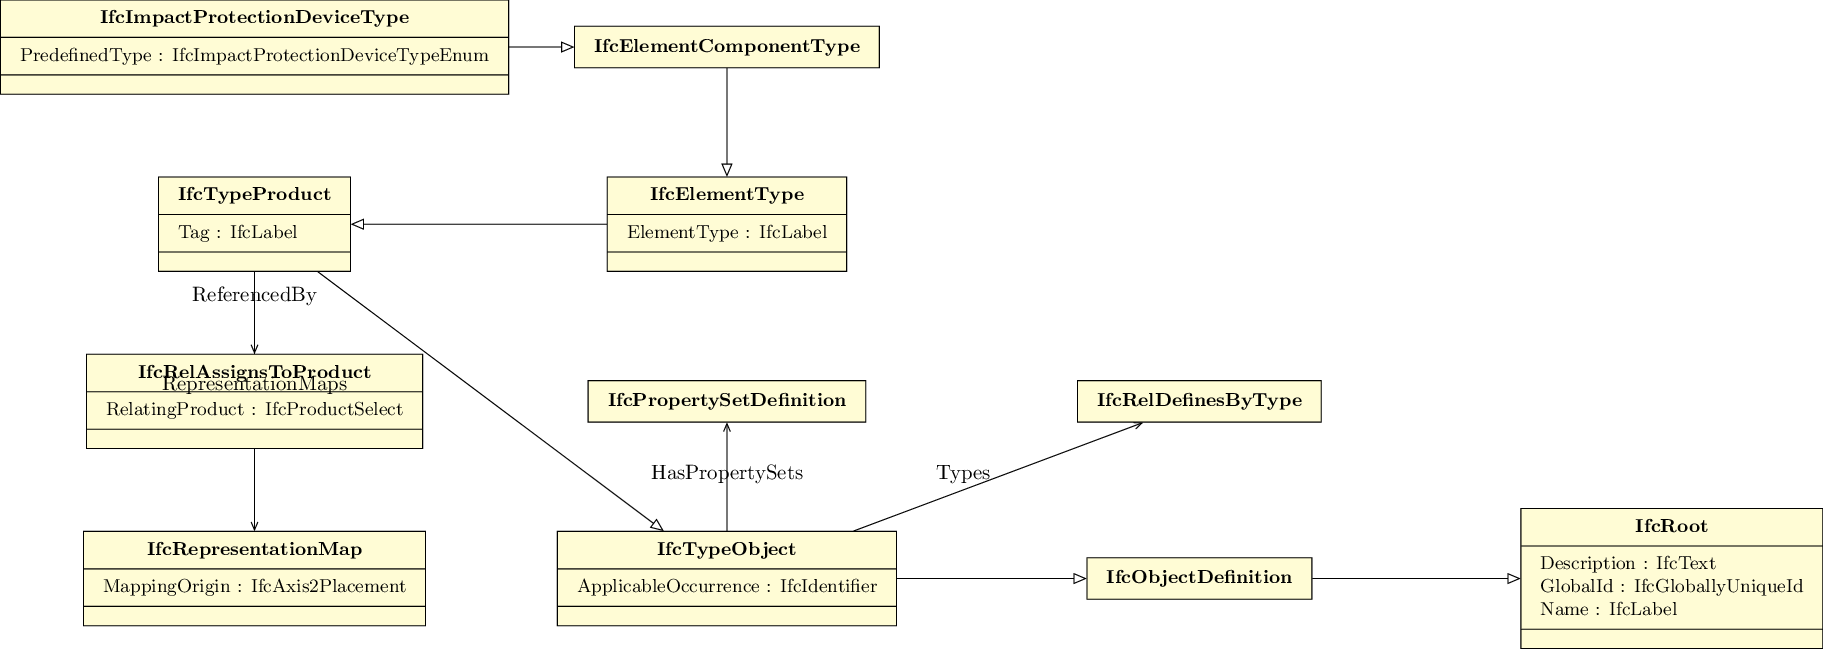 IfcImpactProtectionDeviceType
PredefinedType : IfcImpactProtectionDeviceTypeEnum
IfcElementComponentType
IfcTypeProduct
Tag : IfcLabel
IfcElementType
ElementType : IfcLabel
ReferencedBy
IfcRelAssignsToProduct
RepresentationMaps
RelatingProduct : IfcProductSelect
IfcPropertySetDefinition
IfcRelDefinesByType
HasPropertySets
Types
IfcRepresentationMap
MappingOrigin : IfcAxis2Placement
IfcTypeObject
ApplicableOccurrence : IfcIdentifier
IfcObjectDefinition
IfcRoot
Description : IfcText
GlobalId : IfcGloballyUniqueId
Name : IfcLabel